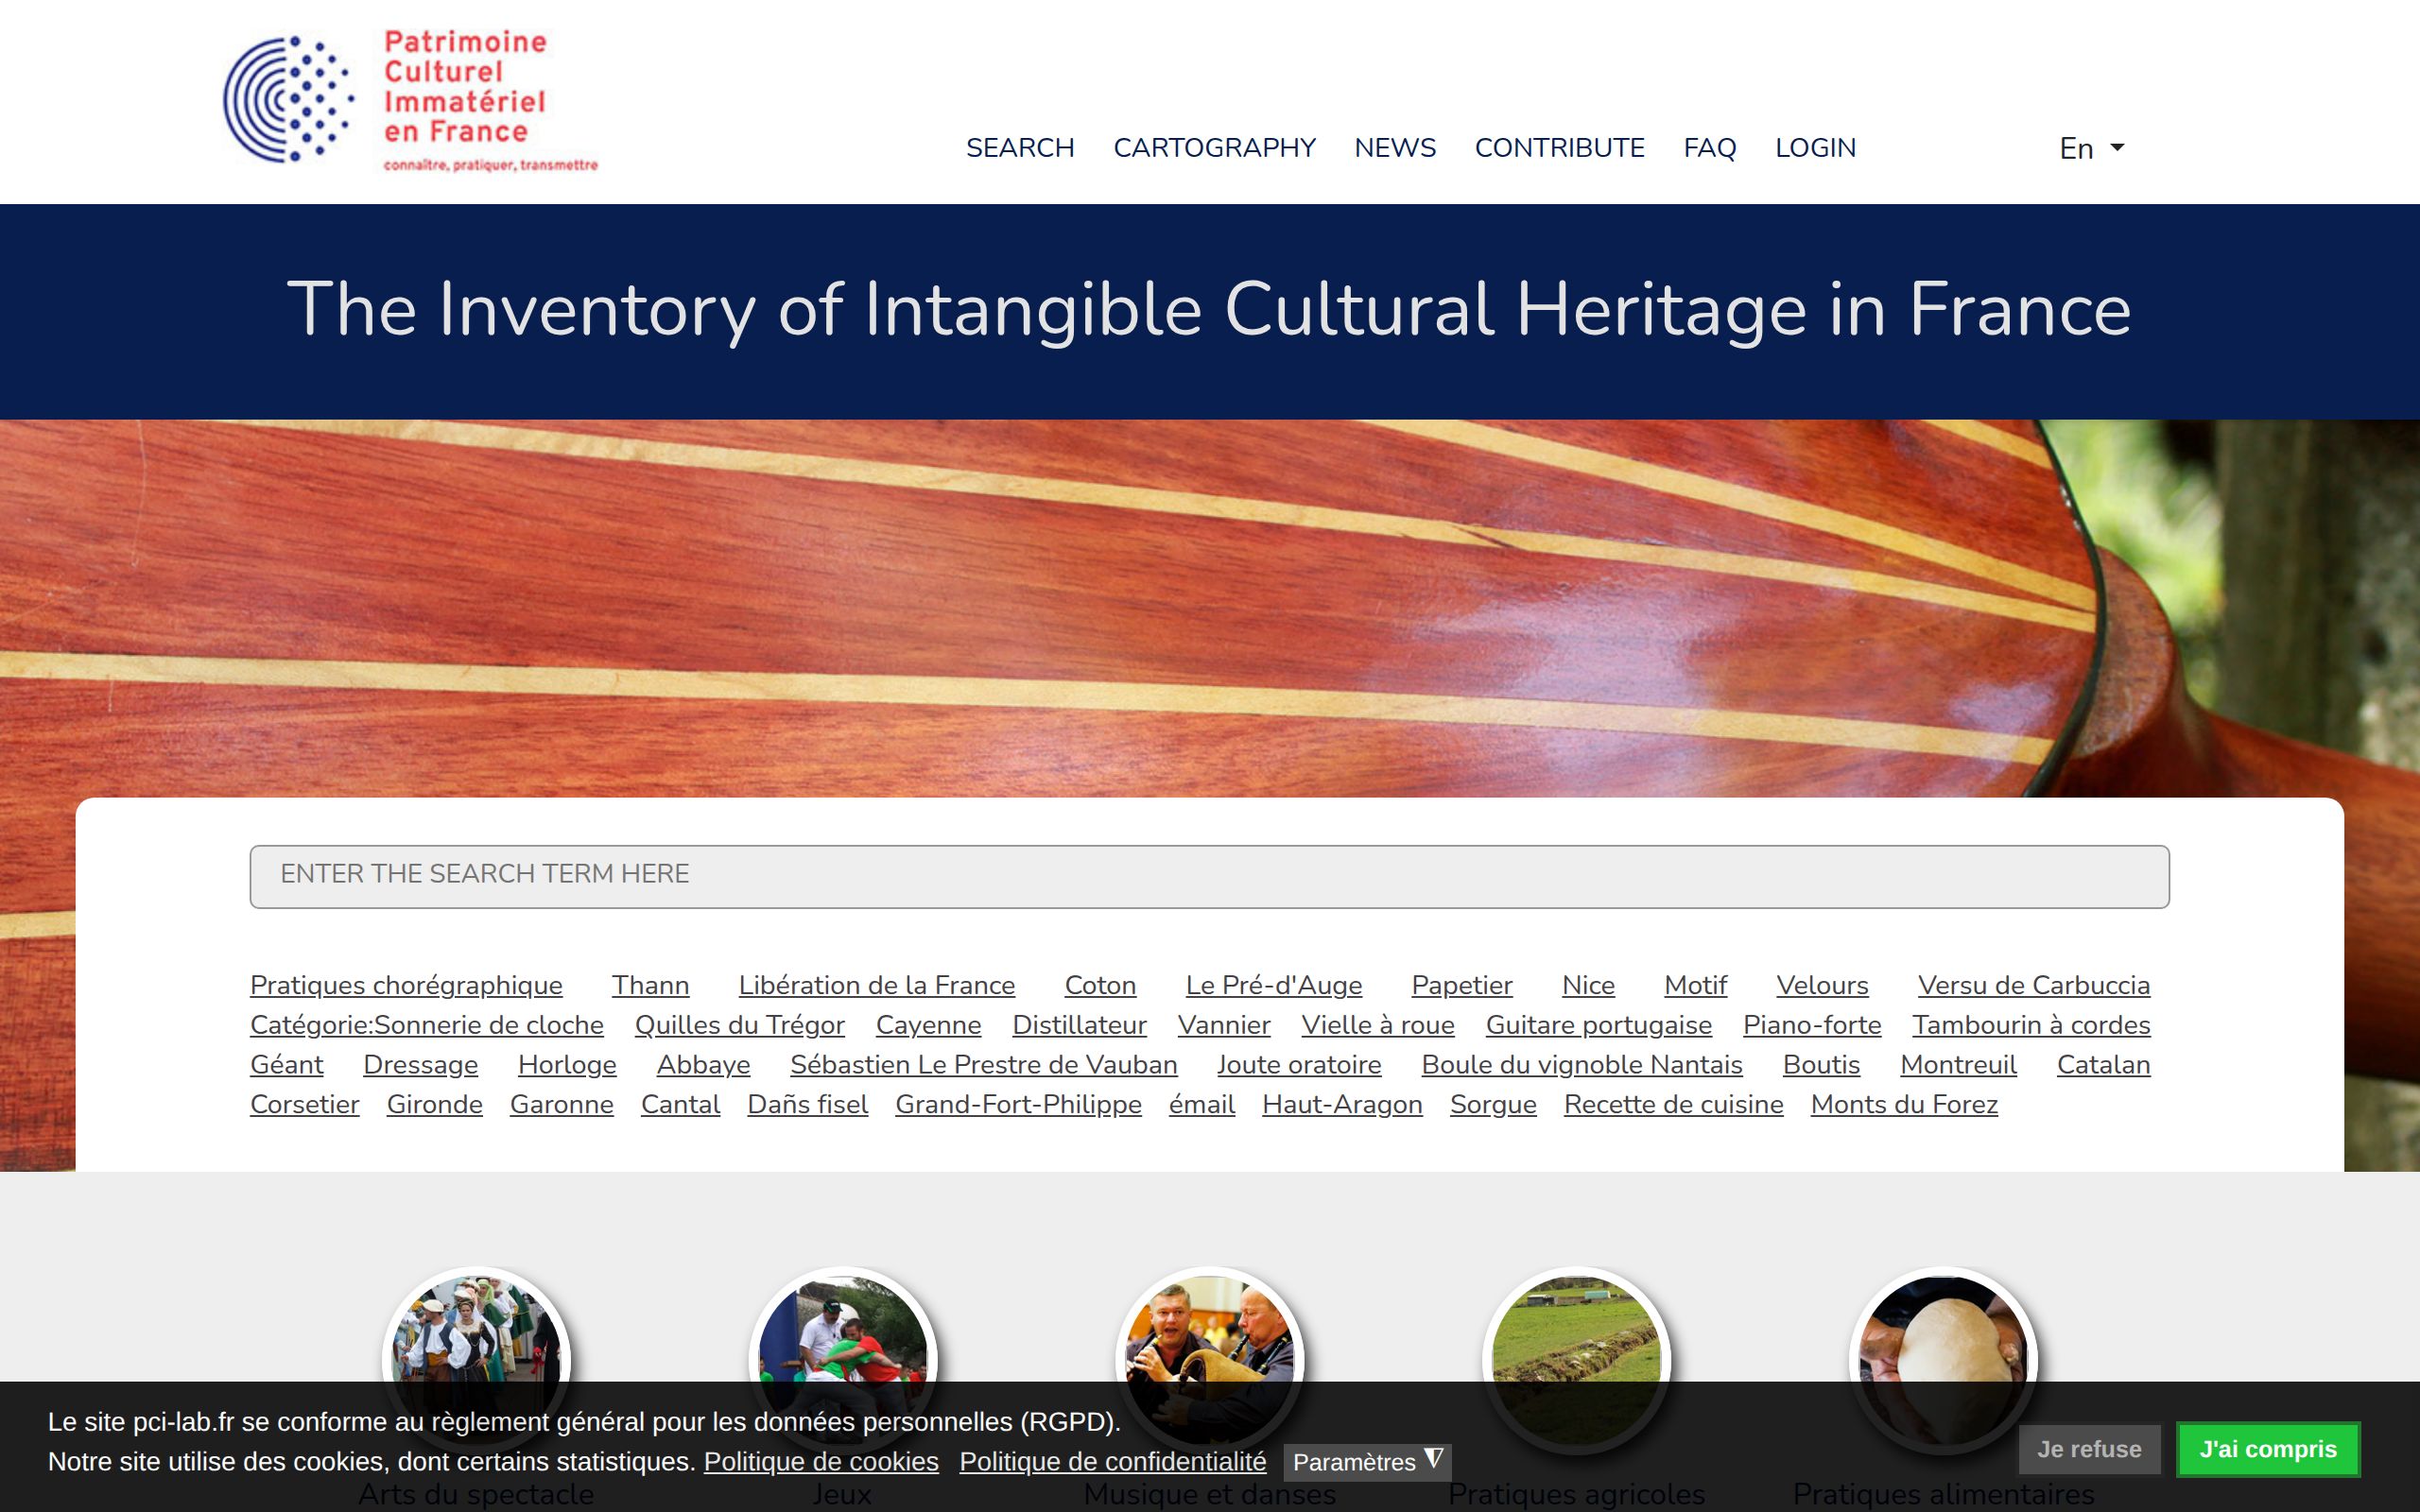 Patrimoine
Culturel
Immatériel
en France
connaître, pratiquer, transmettre
SEARCH CARTOGRAPHY NEWS CONTRIBUTE FAQ LOGIN En
The Inventory of Intangible Cultural Heritage in France
ENTER THE SEARCH TERM HERE
Pratiques chorégraphique Thann Libération de la France Coton Le Pré-d'Auge Papetier Nice Motif Velours Versu de Carbuccia
Catégorie:Sonnerie de cloche Quilles du Trégor Cayenne Distillateur Vannier Vielle à roue Guitare portugaise Piano-forte Tambourin à cordes
Géant Dressage Horloge Abbaye Sébastien Le Prestre de Vauban Joute oratoire Boule du vignoble Nantais Boutis Montreuil Catalan
Corsetier Gironde Garonne Cantal Dañs fisel Grand-Fort-Philippe émail Haut-Aragon Sorgue Recette de cuisine Monts du Forez
Le site pci-lab.fr se conforme au règlement général pour les données personnelles (RGPD).
Notre site utilise des cookies, dont certains statistiques. Politique de cookies Politique de confidentialité Paramètres
Je refuse J'ai compris
Arts du spectacle Jeux Musique et danses Pratiques agricoles Pratiques alimentaires